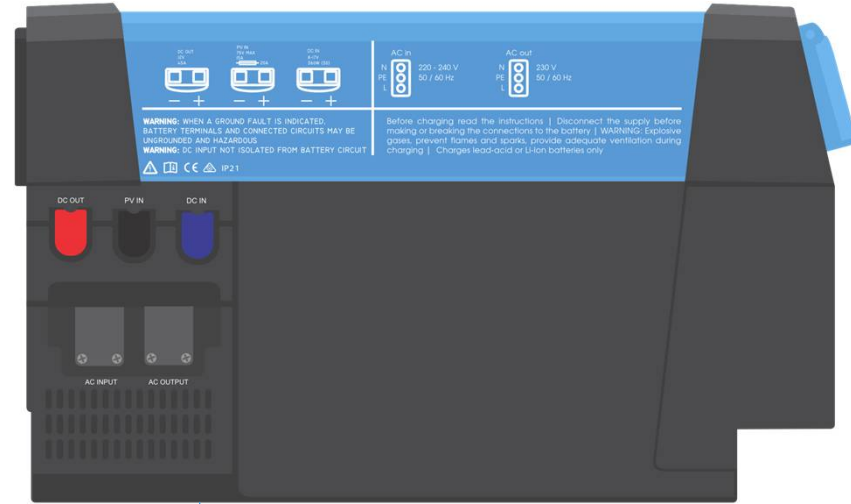 DC OUT
12V
PV IN
75V MAX
DC IN
- + - + - +
AC in
N
PE
L
220 - 240 V
50 / 60 Hz
AC out
N
PE
L
230 V
50 / 60 Hz
WARNING: WHEN A GROUND FAULT IS INDICATED,
BATTERY TERMINALS AND CONNECTED CIRCUITS MAY BE
UNGROUNDED AND HAZARDOUS
WARNING: DC INPUT NOT ISOLATED FROM BATTERY CIRCUIT
CE IP21
Before charging read the instructions | Disconnect the supply before
making or breaking the connections to the battery | WARNING: Explosive
gases, prevent flames and sparks, provide adequate ventilation during
charging | Charges lead-acid or Li-Ion batteries only
DC OUT PV IN DC IN
AC INPUT AC OUTPUT